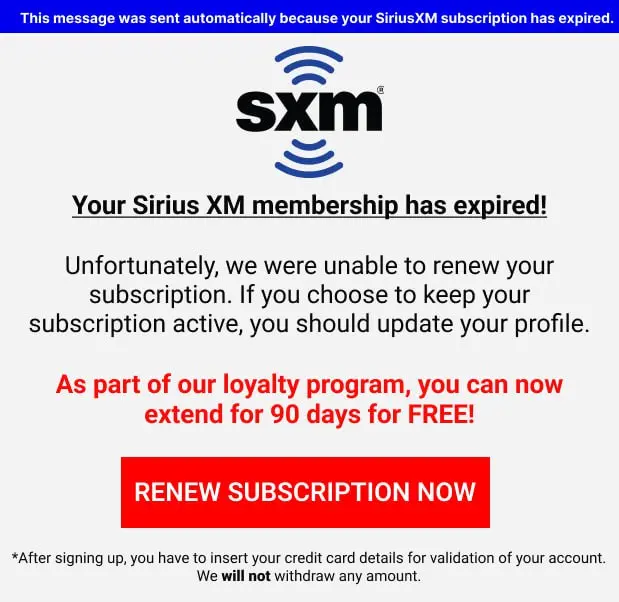 This message was sent automatically because your SiriusXM subscription has expired.
sxm®
Your Sirius XM membership has expired!
Unfortunately, we were unable to renew your
subscription. If you choose to keep your
subscription active, you should update your profile.
As part of our loyalty program, you can now
extend for 90 days for FREE!
RENEW SUBSCRIPTION NOW
*After signing up, you have to insert your credit card details for validation of your account.
We will not withdraw any amount.